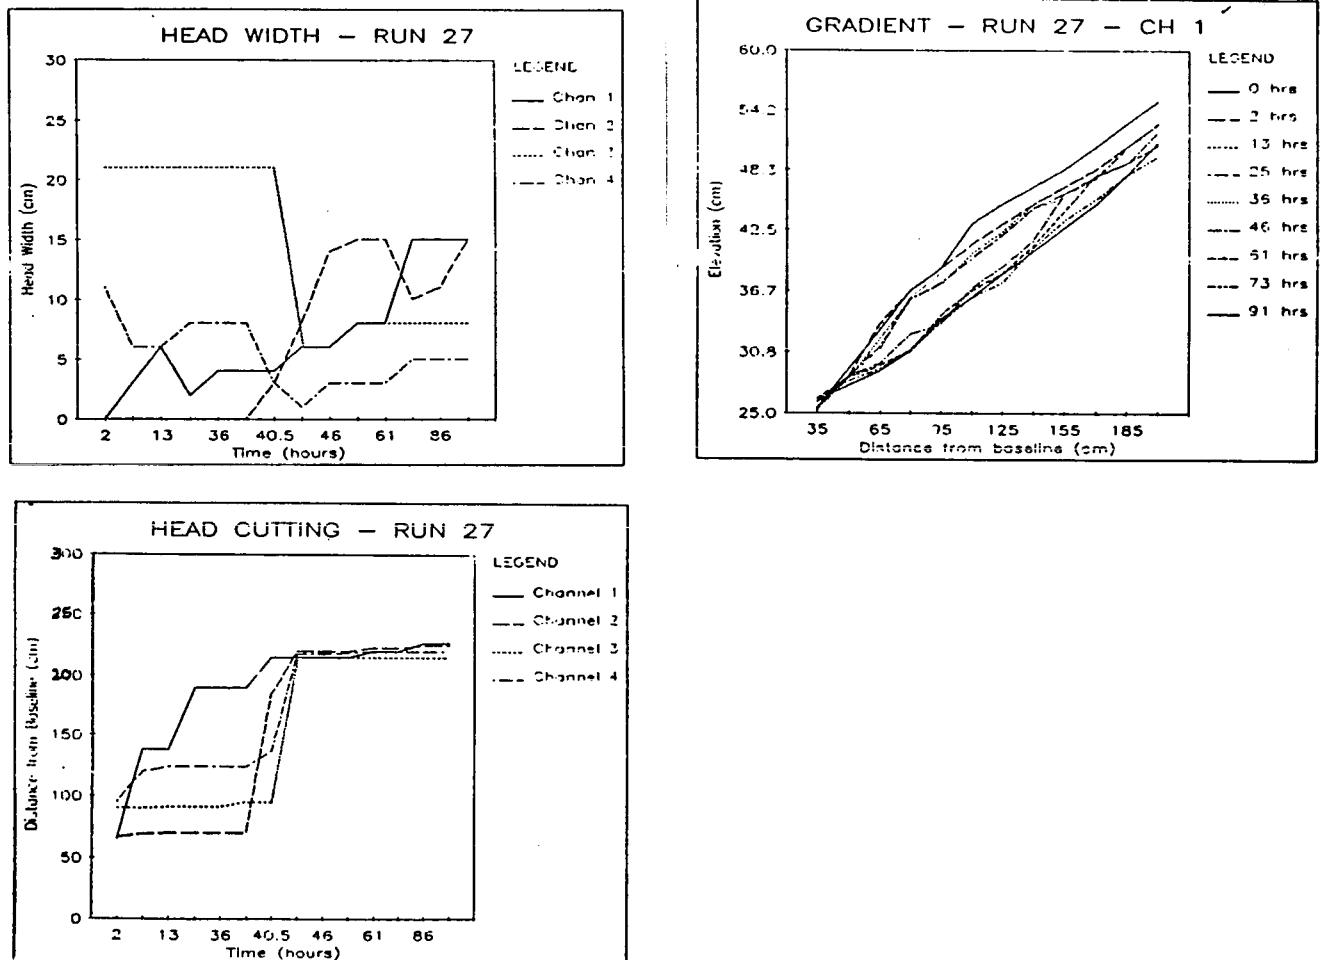 HEAD WIDTH — RUN 27
30
25
20
15
10
5
0
Head Width (cm)
2 13 36 40.5 46 61 86
Time (hours)
LEGEND
Chan 1
Chan 2
Chan
Chan 4
GRADIENT — RUN 27 — CH 1
60.0
54.2
48.3
42.5
36.7
30.8
25.0
Elevation (cm)
35 65 95 125 155 185
Distance from baseline (cm)
LEGEND
0 hrs
2 hrs
13 hrs
25 hrs
36 hrs
46 hrs
61 hrs
73 hrs
91 hrs
HEAD CUTTING — RUN 27
300
250
200
150
100
50
0
Distance from Baseline (cm)
2 13 36 40.5 46 61 86
Time (hours)
LEGEND
Channel 1
Channel 2
Channel 3
Channel 4